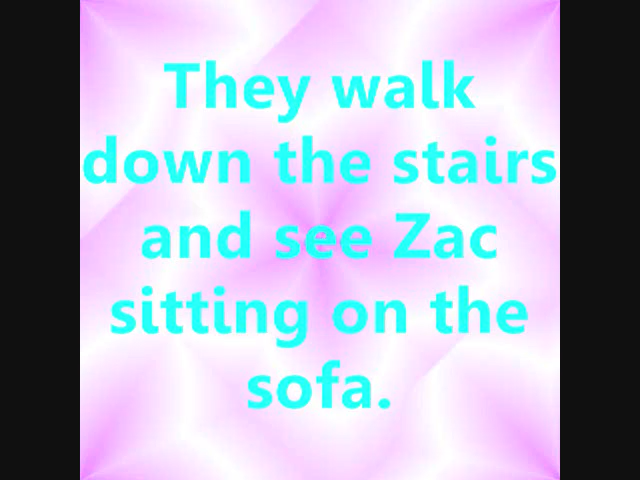 They walk
down the stairs
and see Zac
sitting on the
sofa.